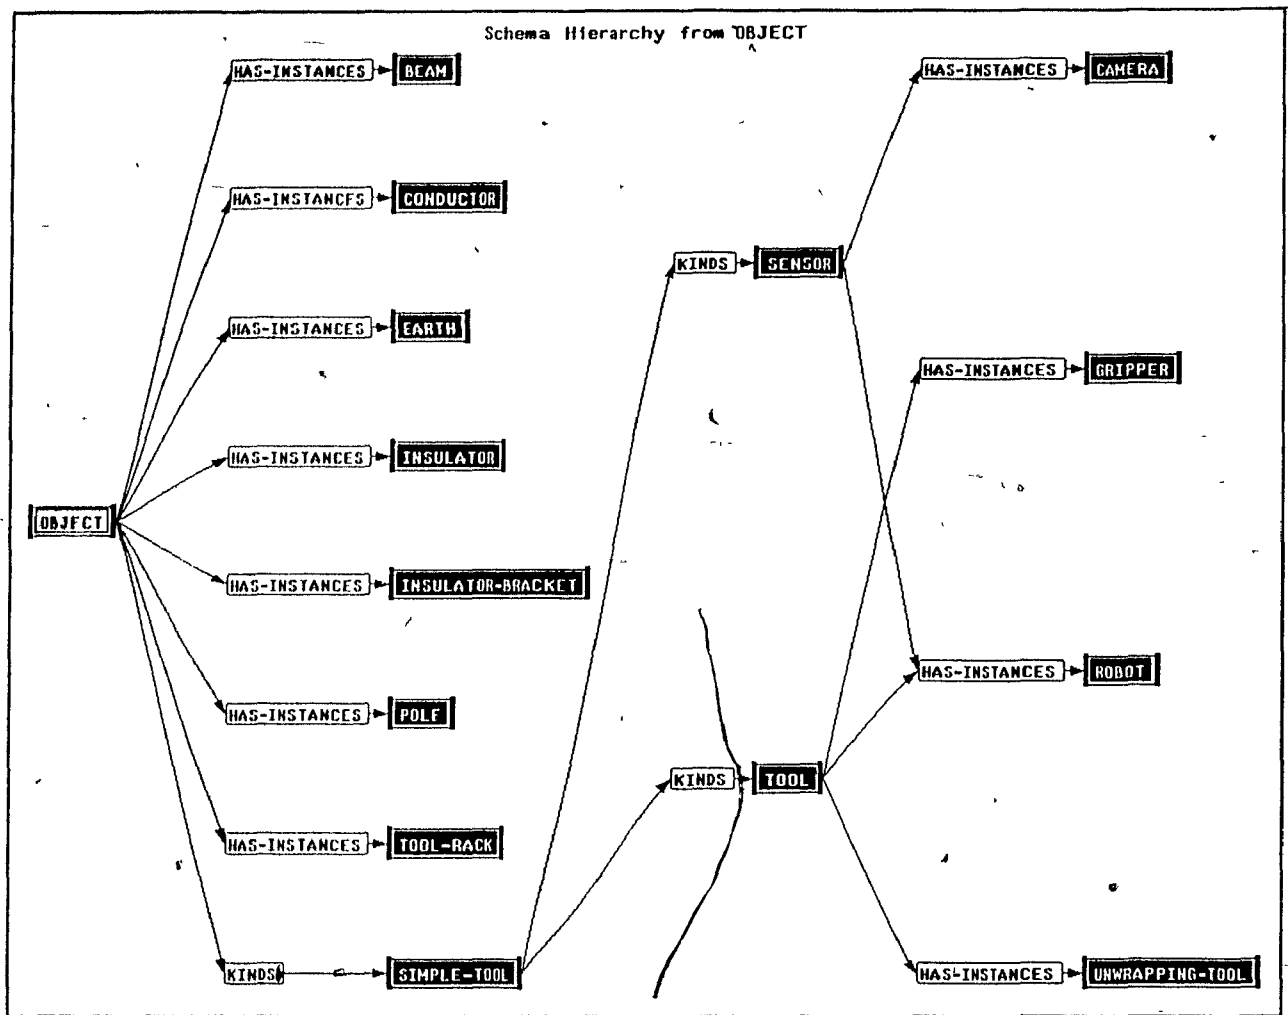 Schema Hierarchy from OBJECT
HAS-INSTANCES BEAM
HAS-INSTANCES CAMERA
HAS-INSTANCFS CONDUCTOR
KINDS SENSOR
HAS-INSTANCES EARTH
HAS-INSTANCES GRIPPER
HAS-INSTANCES INSULATOR
OBJFCT
HAS-INSTANCES INSULATOR-BRACKET
HAS-INSTANCES ROBOT
HAS-INSTANCES POLF
KINDS TOOL
HAS-INSTANCES TOOL-RACK
KINDS SIMPLE-TOOL
HAS-INSTANCES UNWRAPPING-TOOL